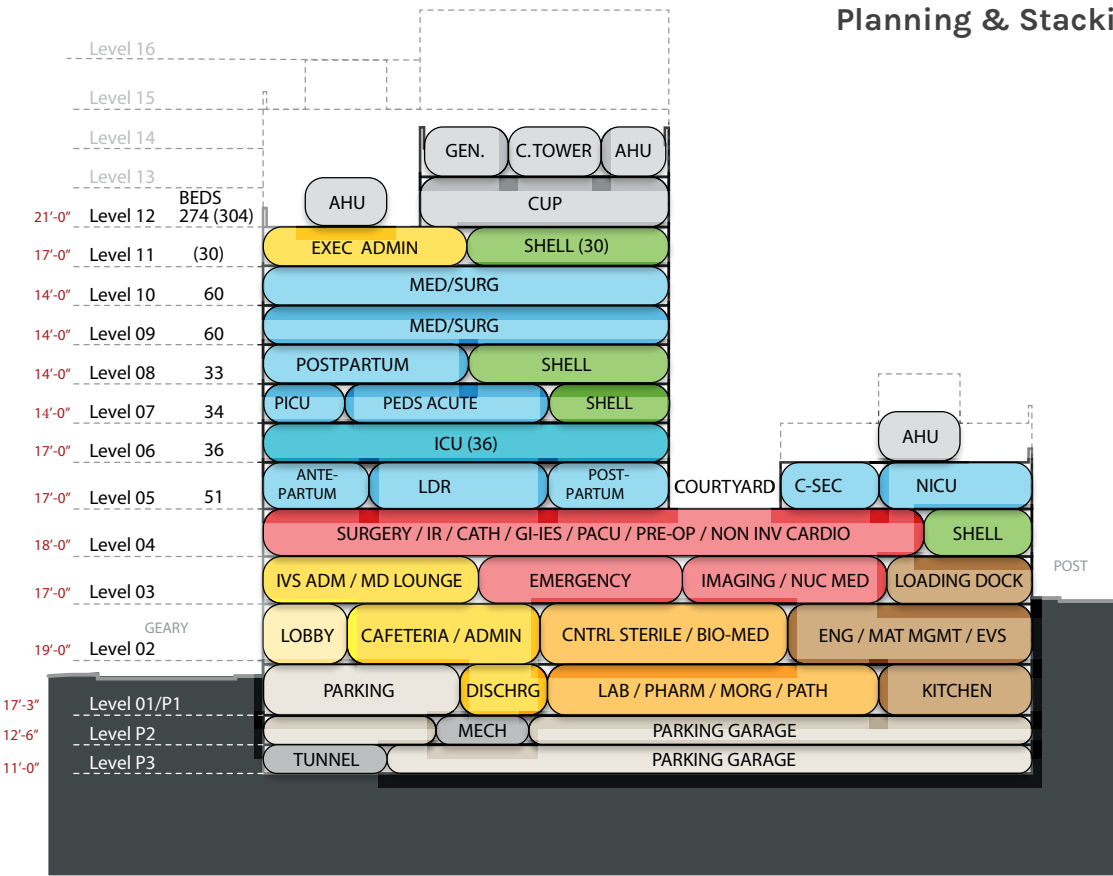 Planning & Stacki
Level 16
Level 15
Level 14
GEN. C.TOWER AHU
Level 13
BEDS
21'-0" Level 12 274 (304) AHU CUP
17'-0" Level 11 (30) EXEC ADMIN SHELL (30)
14'-0" Level 10 60 MED/SURG
14'-0" Level 09 60 MED/SURG
14'-0" Level 08 33 POSTPARTUM SHELL
14'-0" Level 07 34 PICU PEDS ACUTE SHELL
17'-0" Level 06 36 ICU (36) AHU
17'-0" Level 05 51 ANTE-
PARTUM LDR POST-
PARTUM COURTYARD C-SEC NICU
18'-0" Level 04 SURGERY / IR / CATH / GI-IES / PACU / PRE-OP / NON INV CARDIO SHELL
POST
17'-0" Level 03 IVS ADM / MD LOUNGE EMERGENCY IMAGING / NUC MED LOADING DOCK
GEARY
19'-0" Level 02 LOBBY CAFETERIA / ADMIN CNTRL STERILE / BIO-MED ENG / MAT MGMT / EVS
17'-3" Level 01/P1 PARKING DISCHRG LAB / PHARM / MORG / PATH KITCHEN
12'-6" Level P2 MECH PARKING GARAGE
11'-0" Level P3 TUNNEL PARKING GARAGE